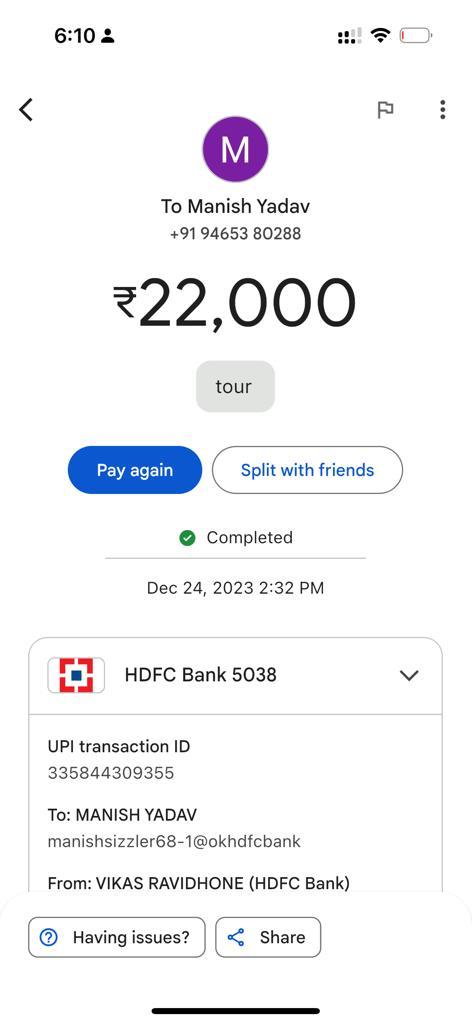 6:10
M
To Manish Yadav
+91 94653 80288
₹22,000
tour
Pay again
Split with friends
Completed
Dec 24, 2023 2:32 PM
HDFC Bank 5038
UPI transaction ID
335844309355
To: MANISH YADAV
manishsizzler68-1@okhdfcbank
From: VIKAS RAVIDHONE (HDFC Bank)
Having issues?
Share